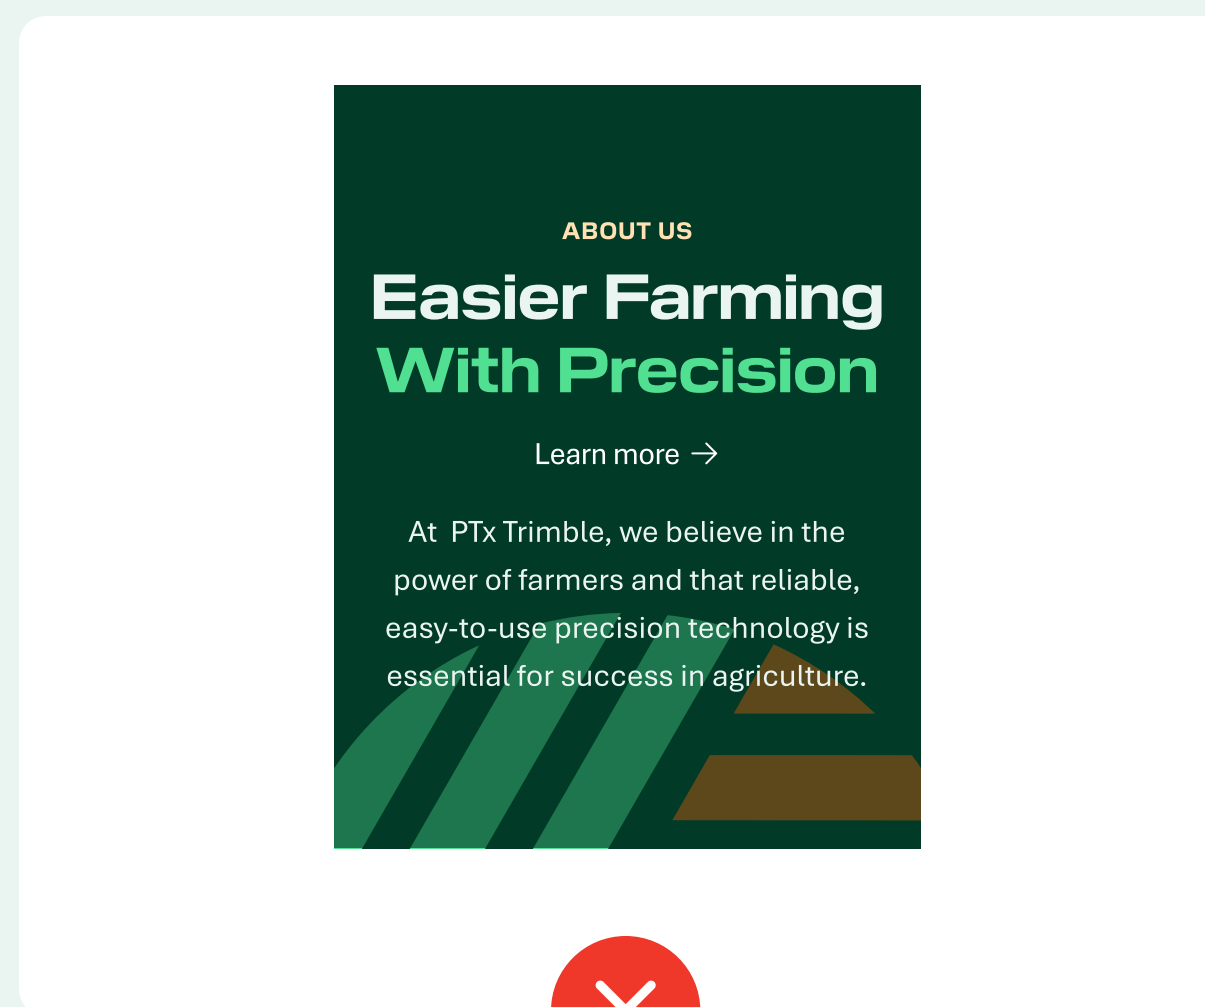 ABOUT US
Easier Farming
With Precision
Learn more →
At  PTx Trimble, we believe in the
power of farmers and that reliable,
easy-to-use precision technology is
essential for success in agriculture.